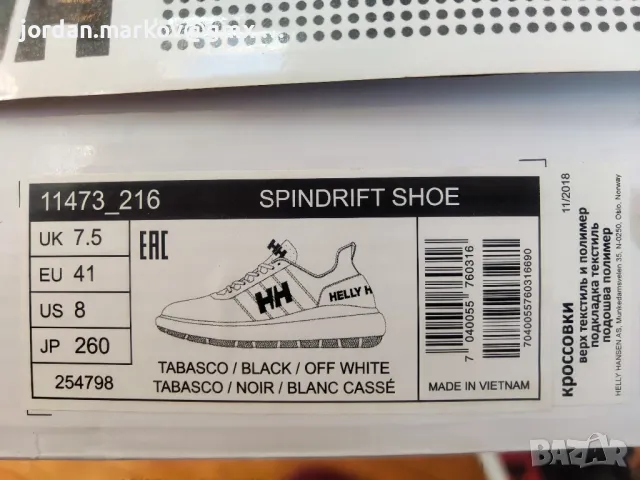 jordan.markov@gmx
11473_216 SPINDRIFT SHOE
UK 7.5
EU 41
US 8
JP 260
254798
EAC
HH
HELLY H
TABASCO / BLACK / OFF WHITE
TABASCO / NOIR / BLANC CASSÉ
7 040055 760316
7040055760316690
MADE IN VIETNAM
11/2018
кроссовки
верх текстиль и полимер
подкладка текстиль
подошва полимер
HELLY HANSEN AS, Munkedamsveien 35, N-0250, Oslo, Norway
BAZAR